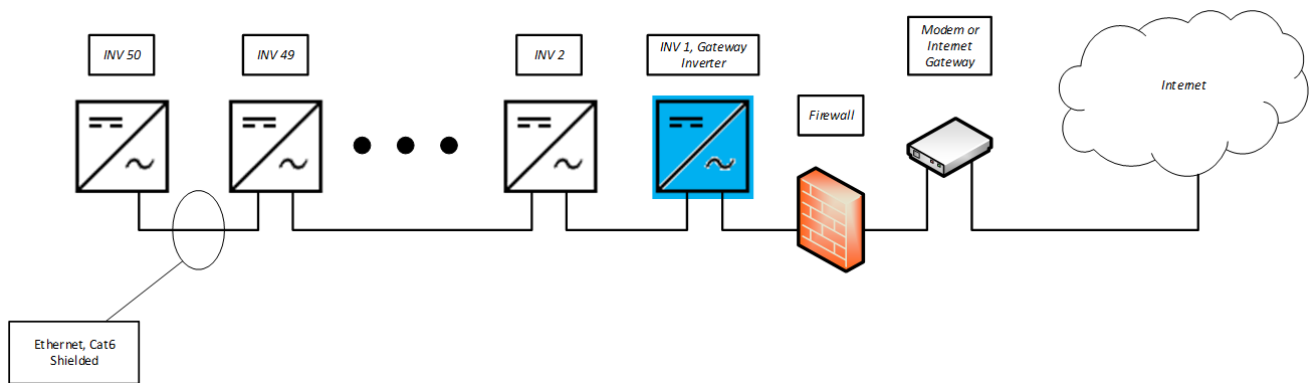 INV 50
INV 49
INV 2
INV 1, Gateway
Inverter
Firewall
Modem or
Internet
Gateway
Internet
Ethernet, Cat6
Shielded